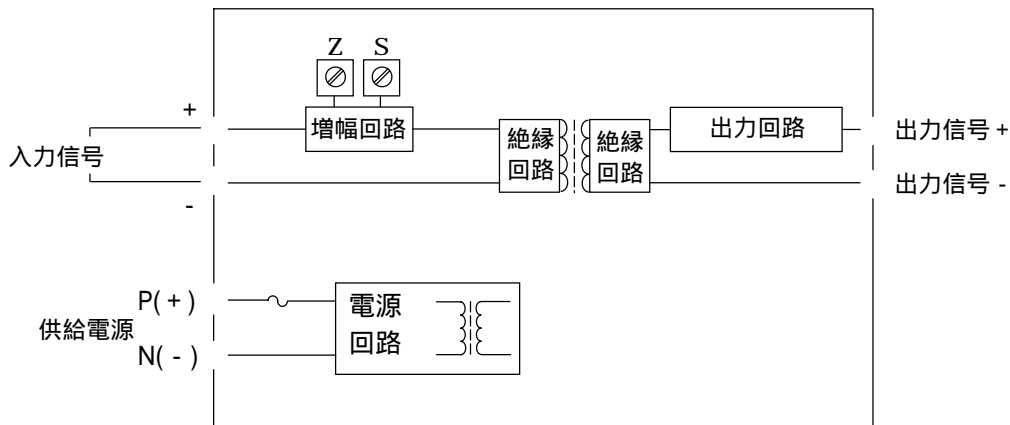 Z S
+
増幅回路
絶縁
回路
絶縁
回路
出力回路
出力信号 +
入力信号
出力信号 -
-
P( + )
電源
回路
供給電源
N( - )